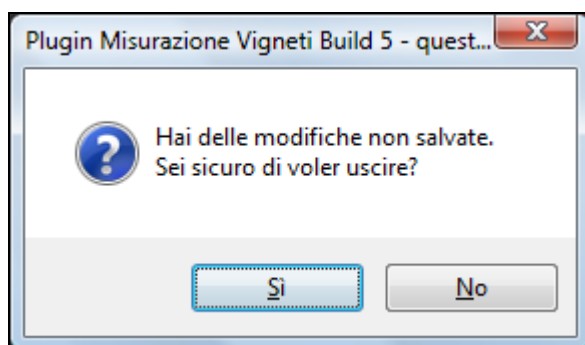 Plugin Misurazione Vigneti Build 5 - quest...
Hai delle modifiche non salvate.
Sei sicuro di voler uscire?
Sì
No